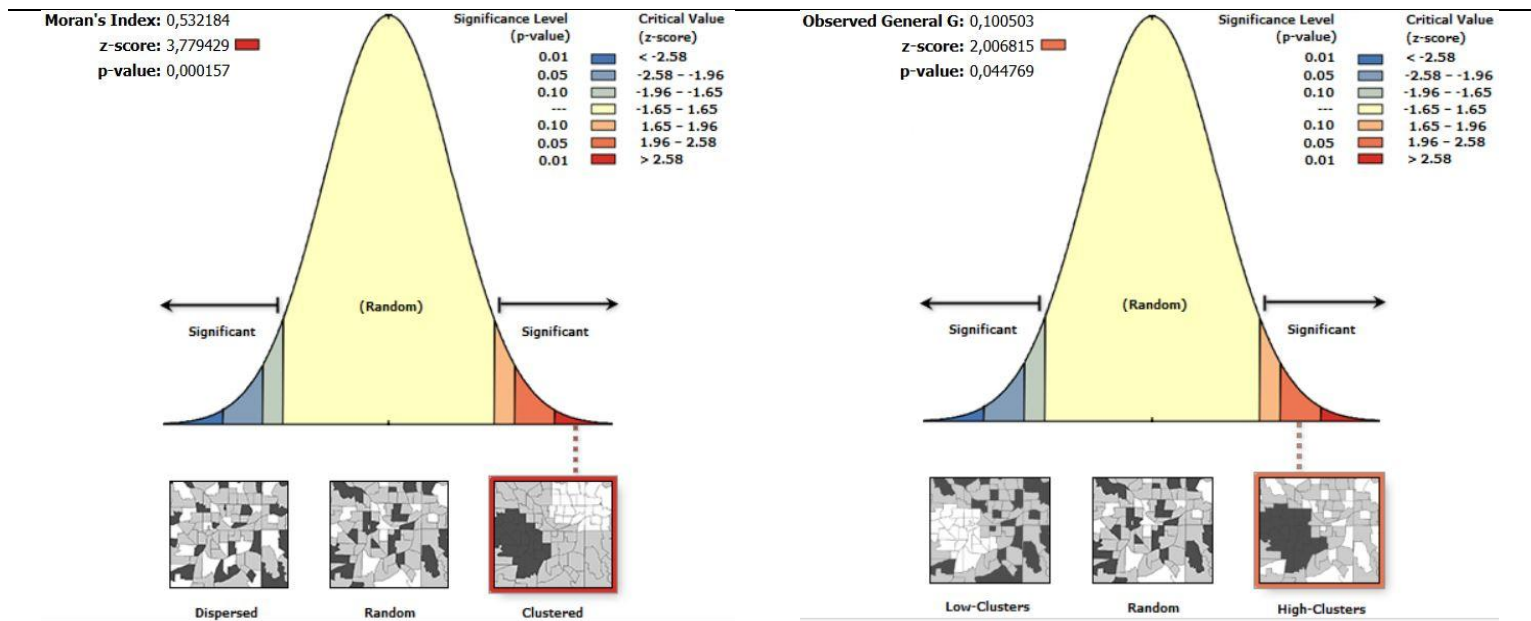 Moran's Index: 0,532184
z-score: 3,779429
p-value: 0,000157
Significance Level
(p-value)
Critical Value
(z-score)
0.01 < -2.58
0.05 -2.58 - -1.96
0.10 -1.96 - -1.65
--- -1.65 - 1.65
0.10 1.65 - 1.96
0.05 1.96 - 2.58
0.01 > 2.58
Significant
(Random)
Significant
Dispersed
Random
Clustered
Observed General G: 0,100503
z-score: 2,006815
p-value: 0,044769
Significance Level
(p-value)
Critical Value
(z-score)
0.01 < -2.58
0.05 -2.58 - -1.96
0.10 -1.96 - -1.65
--- -1.65 - 1.65
0.10 1.65 - 1.96
0.05 1.96 - 2.58
0.01 > 2.58
Significant
(Random)
Significant
Low-Clusters
Random
High-Clusters